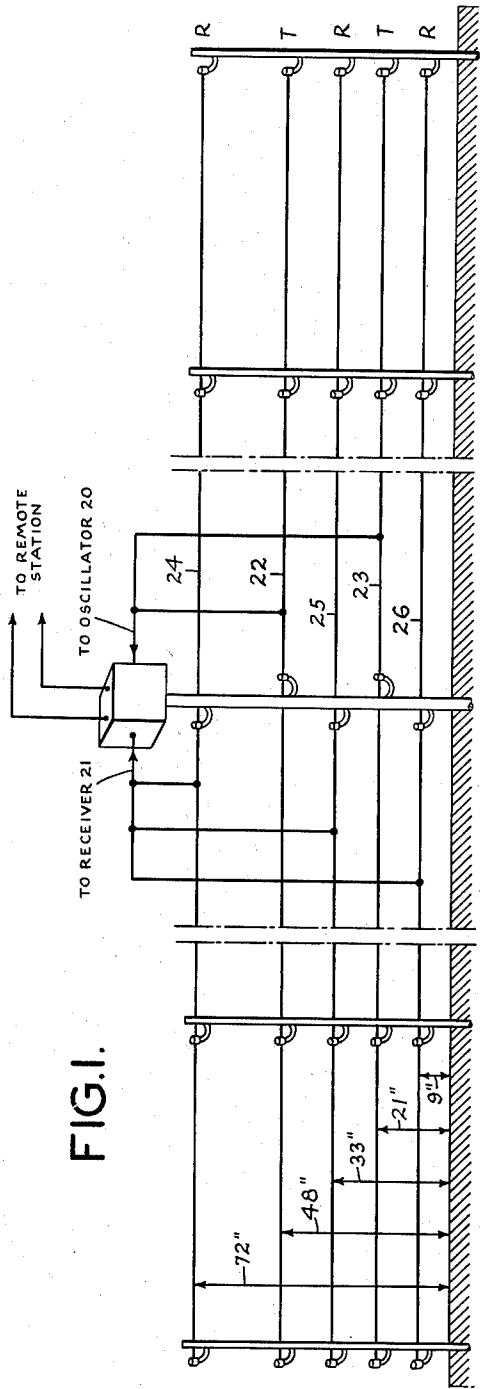 TO REMOTE
STATION
TO OSCILLATOR 20
TO RECEIVER 21
24
22
25
23
26
R
T
R
T
R
72"
48"
33"
21"
9"
FIG.1.